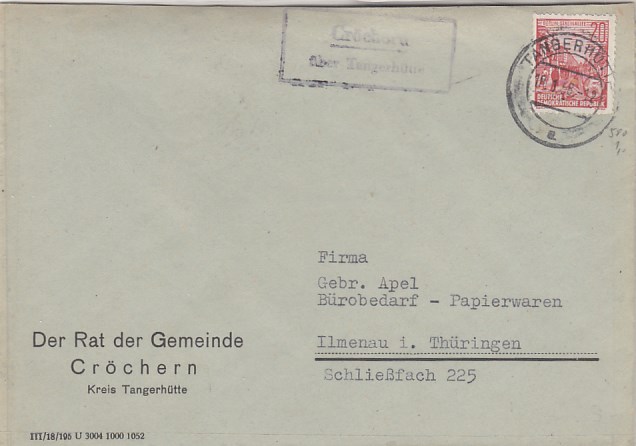 Cröchern
über Tangerhütte
20
DEUTSCHE
DEMOKRATISCHE REPUBLIK
TANGERHÜTTE
a
Firma
Gebr. Apel
Bürobedarf - Papierwaren
Ilmenau i. Thüringen
Schließfach 225
Der Rat der Gemeinde
Cröchern
Kreis Tangerhütte
III/18/195 U 3004 1000 1052